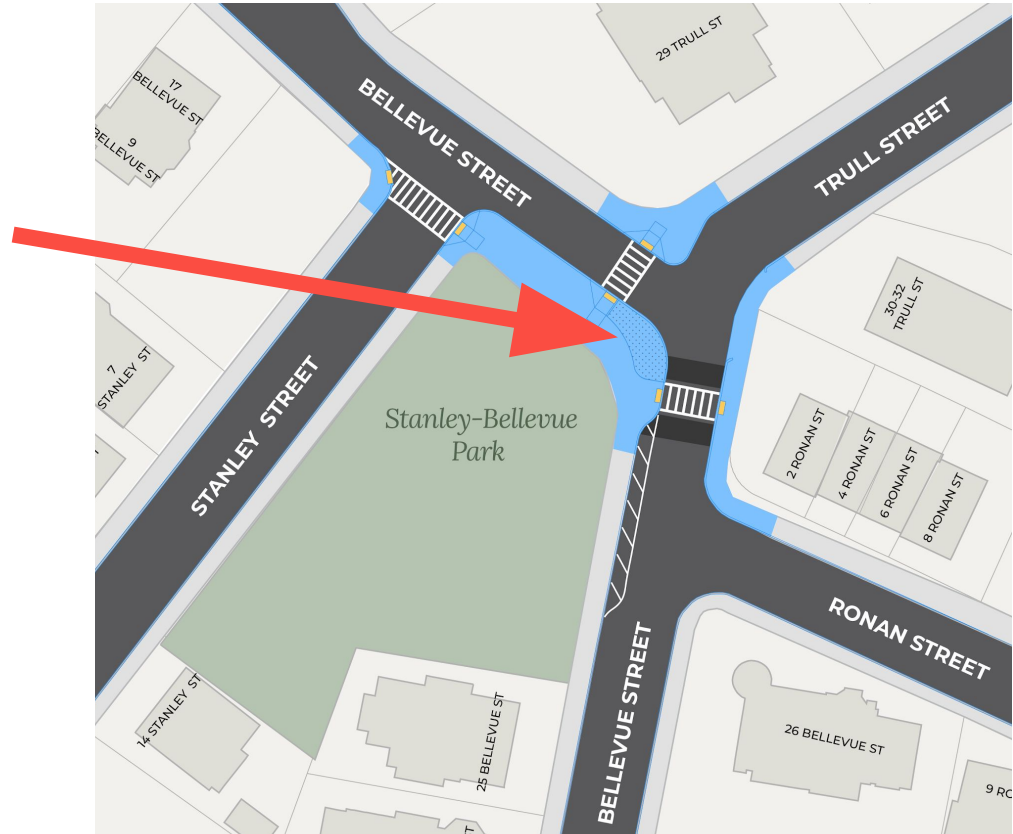 29 TRULL ST
17
BELLEVUE ST
9
BELLEVUE ST
BELLEVUE STREET
TRULL STREET
30-32
TRULL ST
7
STANLEY ST
STANLEY STREET
Stanley-Bellevue
Park
2 RONAN ST
4 RONAN ST
6 RONAN ST
8 RONAN ST
RONAN STREET
BELLEVUE STREET
14 STANLEY ST
25 BELLEVUE ST
26 BELLEVUE ST
9 RO